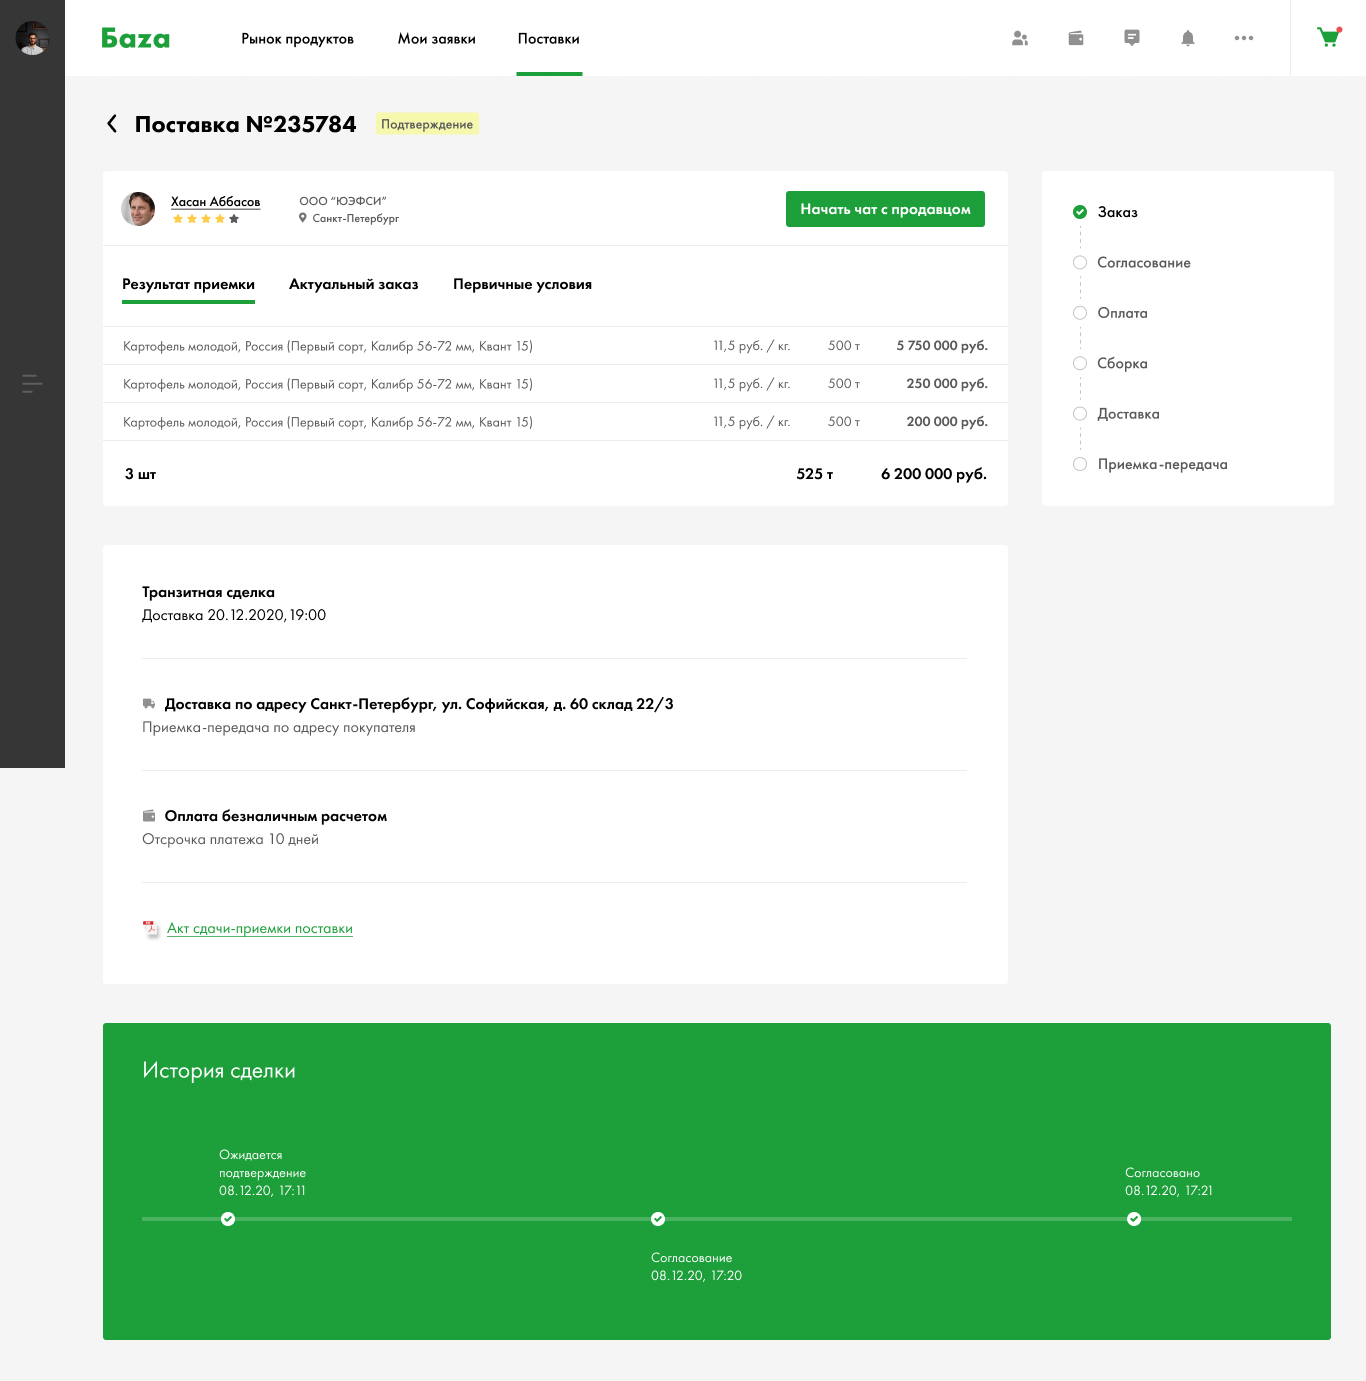 База
Рынок продуктов
Мои заявки
Поставки
Поставка №235784
Подтверждение
Хасан Аббасов
ООО “ЮЭФСИ”
Санкт-Петербург
Начать чат с продавцом
Результат приемки
Актуальный заказ
Первичные условия
Картофель молодой, Россия (Первый сорт, Калибр 56-72 мм, Квант 15) 11,5 руб. / кг. 500 т 5 750 000 руб.
Картофель молодой, Россия (Первый сорт, Калибр 56-72 мм, Квант 15) 11,5 руб. / кг. 500 т 250 000 руб.
Картофель молодой, Россия (Первый сорт, Калибр 56-72 мм, Квант 15) 11,5 руб. / кг. 500 т 200 000 руб.
3 шт 525 т 6 200 000 руб.
Заказ
Согласование
Оплата
Сборка
Доставка
Приемка-передача
Транзитная сделка
Доставка 20.12.2020,19:00
Доставка по адресу Санкт-Петербург, ул. Софийская, д. 60 склад 22/3
Приемка-передача по адресу покупателя
Оплата безналичным расчетом
Отсрочка платежа 10 дней
Акт сдачи-приемки поставки
История сделки
Ожидается
подтверждение
08.12.20, 17:11
Согласование
08.12.20, 17:20
Согласовано
08.12.20, 17:21